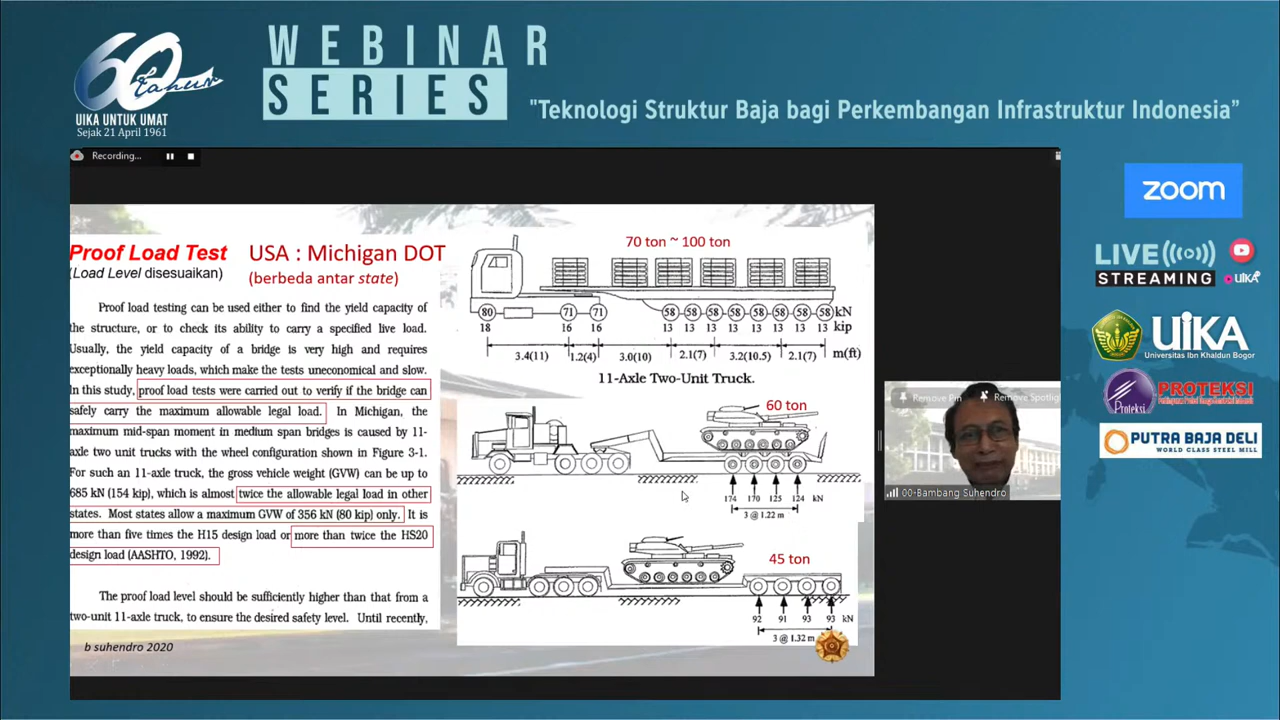 60
Tahun
UIKA UNTUK UMAT
Sejak 21 April 1961
WEBINAR
SERIES
"Teknologi Struktur Baja bagi Perkembangan Infrastruktur Indonesia"
Recording...
Proof Load Test
(Load Level disesuaikan)
USA : Michigan DOT
(berbeda antar state)
Proof load testing can be used either to find the yield capacity of
the structure, or to check its ability to carry a specified live load.
Usually, the yield capacity of a bridge is very high and requires
exceptionally heavy loads, which make the tests uneconomical and slow.
In this study, proof load tests were carried out to verify if the bridge can
safely carry the maximum allowable legal load. In Michigan, the
maximum mid-span moment in medium span bridges is caused by 11-
axle two unit trucks with the wheel configuration shown in Figure 3-1.
For such an 11-axle truck, the gross vehicle weight (GVW) can be up to
685 kN (154 kip), which is almost twice the allowable legal load in other
states. Most states allow a maximum GVW of 356 kN (80 kip) only. It is
more than five times the H15 design load or more than twice the HS20
design load (AASHTO, 1992).
The proof load level should be sufficiently higher than that from a
two-unit 11-axle truck, to ensure the desired safety level. Until recently,
b suhendro 2020
70 ton ~ 100 ton
80 71 71 58 58 58 58 58 58 58 58 kN
18 16 16 13 13 13 13 13 13 13 13 kip
3.4(11) 1.2(4) 3.0(10) 2.1(7) 3.2(10.5) 2.1(7) m(ft)
11-Axle Two-Unit Truck.
60 ton
174 170 125 124 kN
3 @ 1.22 m
45 ton
92 91 93 93 kN
3 @ 1.32 m
Remove Pin
Remove Spotlig
00-Bambang Suhendro
zoom
LIVE
STREAMING
UIKA
UIKA
Universitas Ibn Khaldun Bogor
Proteksi
PROTEKSI
PUTRA BAJA DELI
WORLD CLASS STEEL MILL